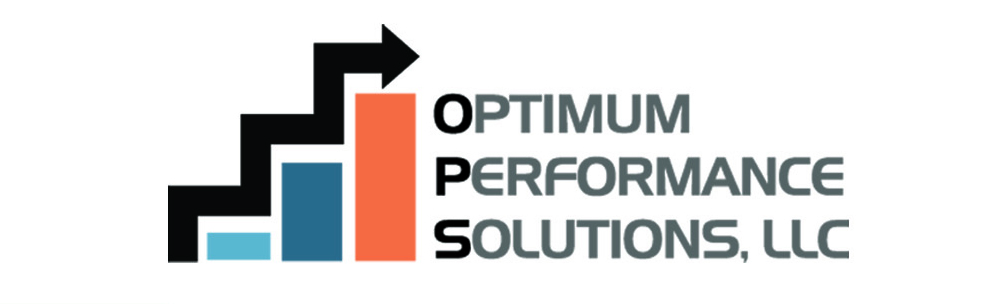 OPTIMUM
PERFORMANCE
SOLUTIONS, LLC